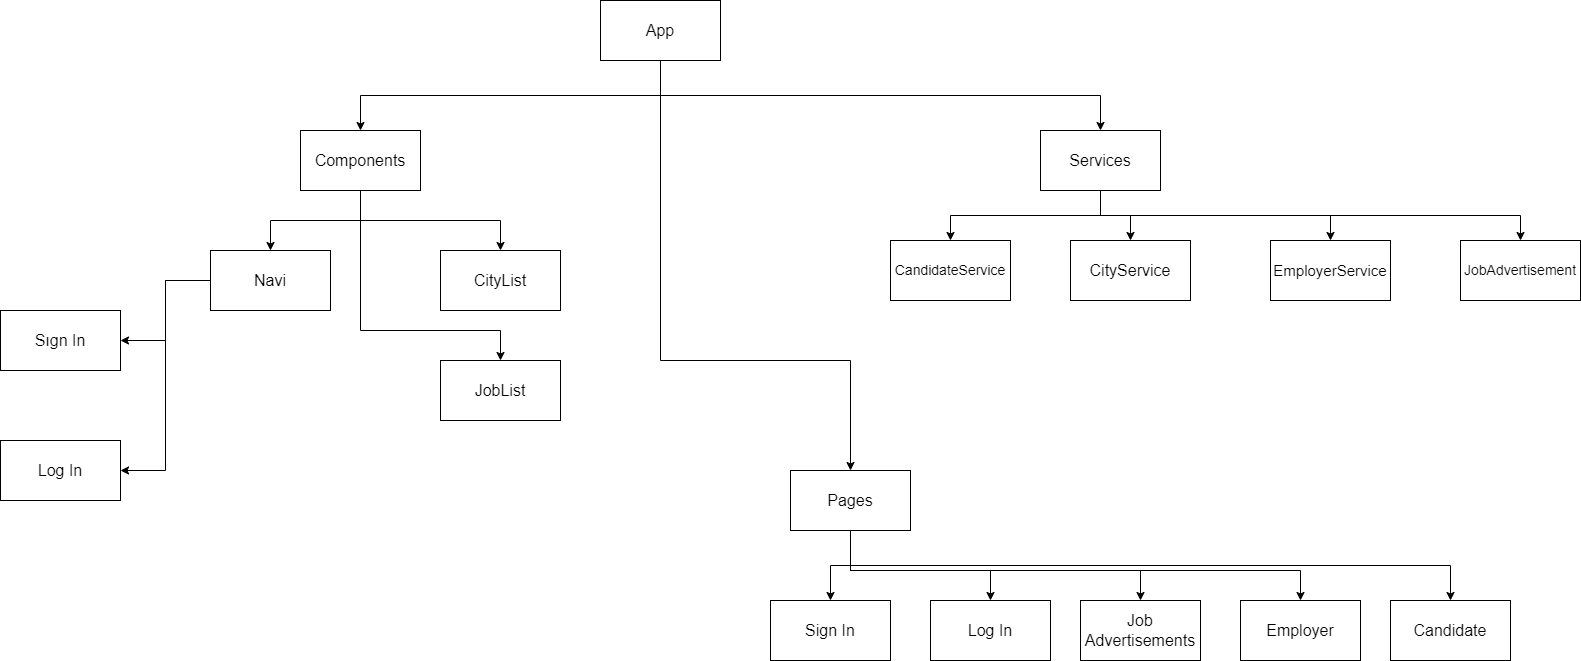 App
Components
Services
Navi
CityList
CandidateService
CityService
EmployerService
JobAdvertisement
Sıgn In
JobList
Log In
Pages
Sign In
Log In
Job
Advertisements
Employer
Candidate